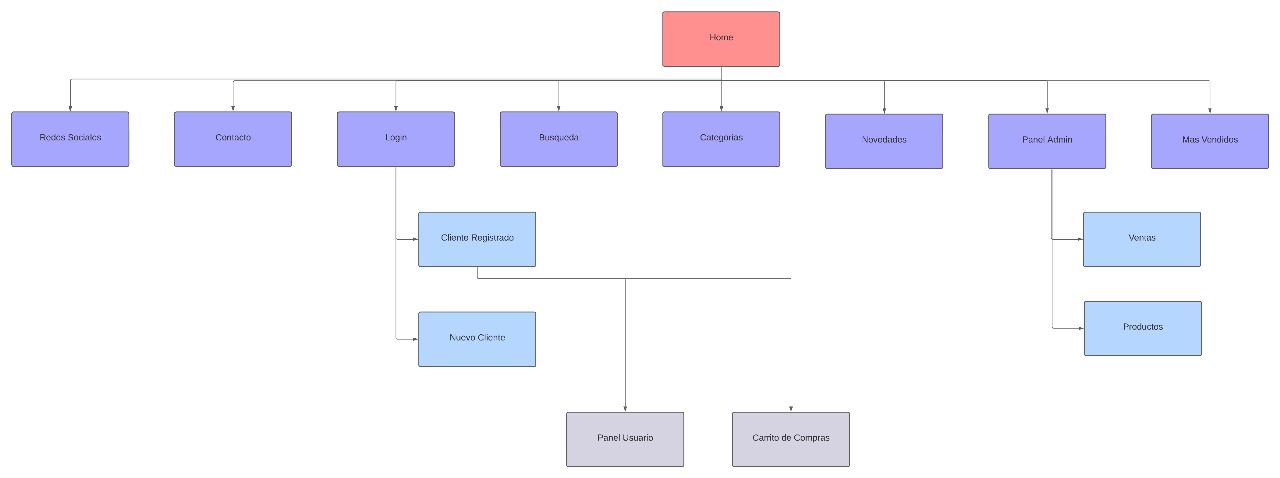 Home
Redes Sociales
Contacto
Login
Busqueda
Categorias
Novedades
Panel Admin
Mas Vendidos
Cliente Registrado
Ventas
Nuevo Cliente
Productos
Panel Usuario
Carrito de Compras